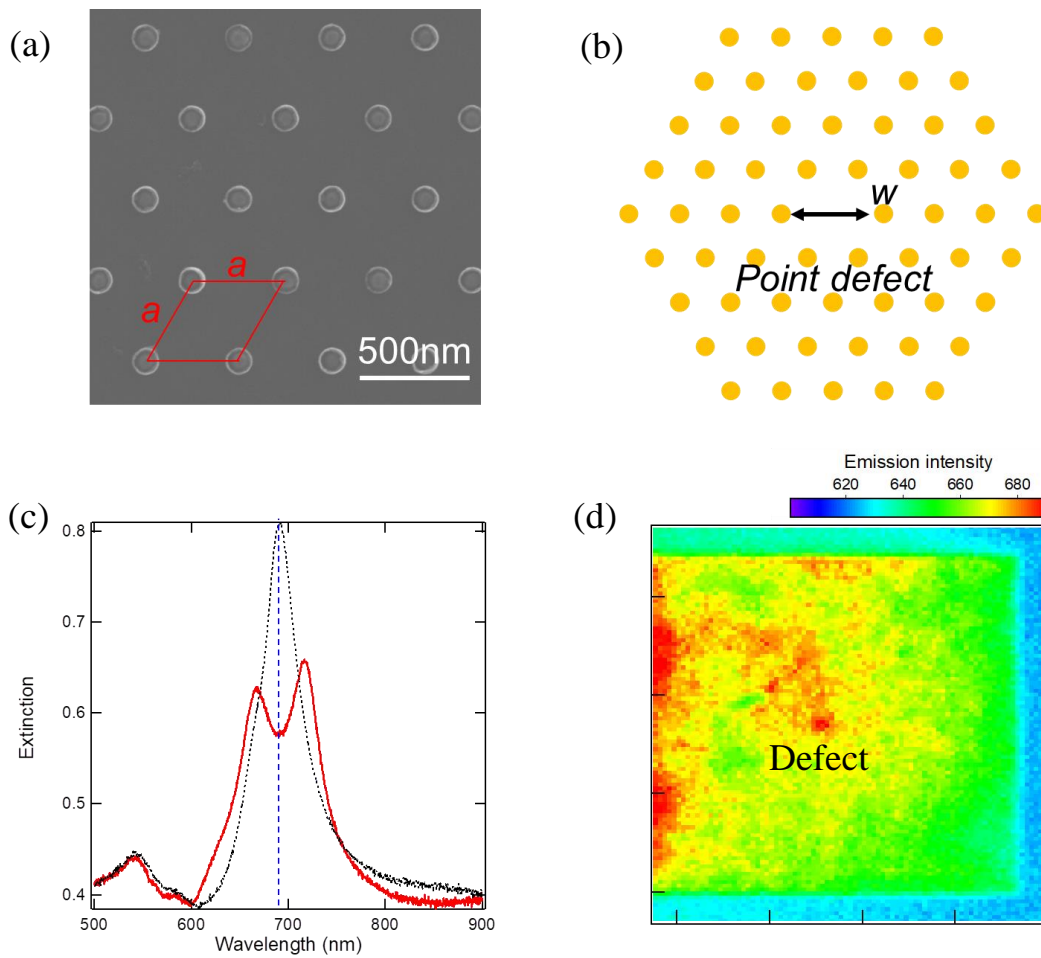 (a)
a
a
500nm
(b)
w
Point defect
(c)
0.8
0.7
0.6
0.5
0.4
Extinction
500
600
700
800
900
Wavelength (nm)
(d)
Emission intensity
620 640 660 680
Defect